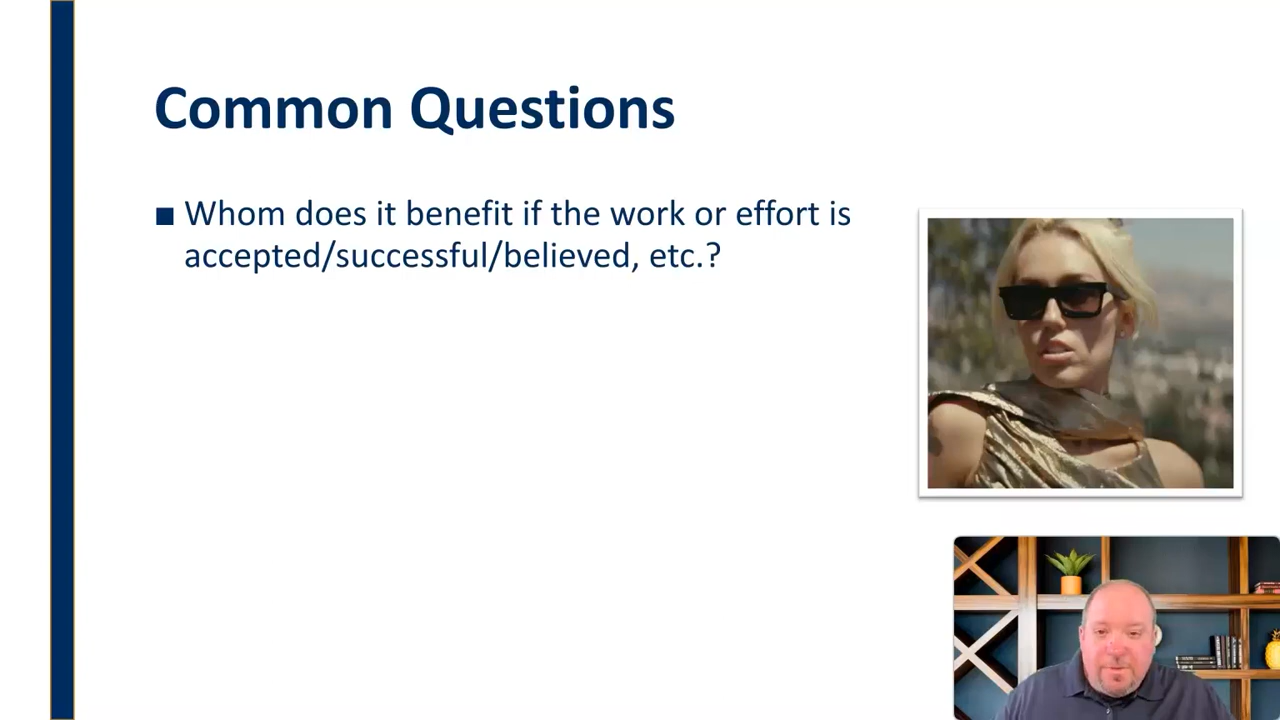 Common Questions
■ Whom does it benefit if the work or effort is
accepted/successful/believed, etc.?